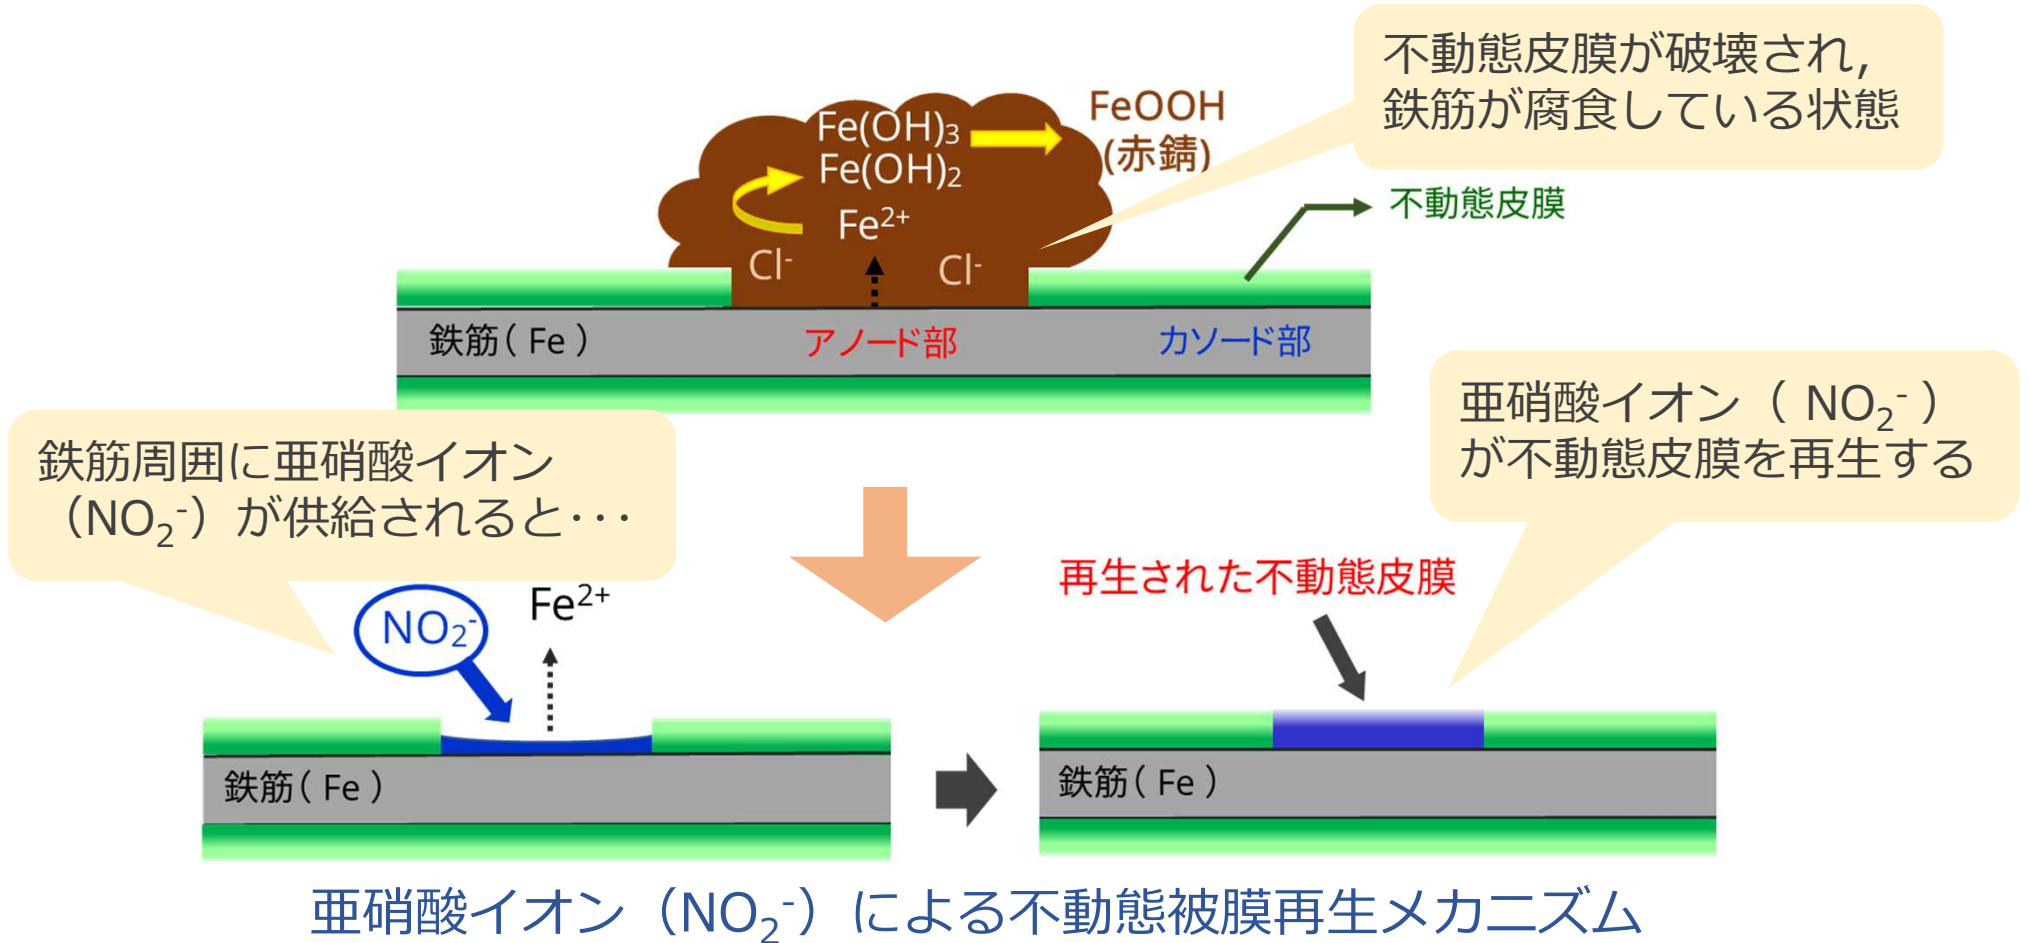 不動態皮膜が破壊され,
鉄筋が腐食している状態
Fe(OH)₃
Fe(OH)₂
FeOOH
(赤錆)
Fe²⁺
Cl⁻
Cl⁻
不動態皮膜
鉄筋( Fe )
アノード部
カソード部
鉄筋周囲に亜硝酸イオン
（NO₂⁻）が供給されると･･･
亜硝酸イオン（ NO₂⁻ ）
が不動態皮膜を再生する
NO₂⁻
Fe²⁺
再生された不動態皮膜
鉄筋( Fe )
鉄筋( Fe )
亜硝酸イオン（NO₂⁻）による不動態被膜再生メカニズム